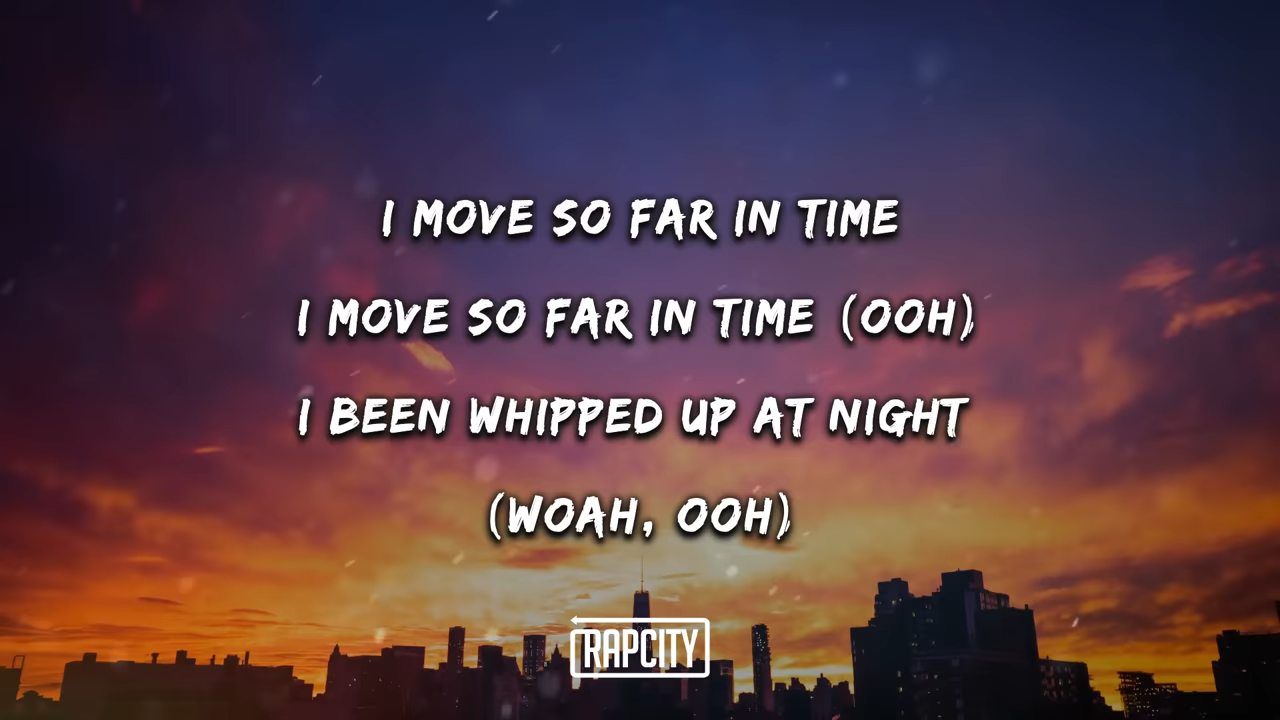 I MOVE SO FAR IN TIME
I MOVE SO FAR IN TIME (OOH)
I BEEN WHIPPED UP AT NIGHT
(WOAH, OOH)
RAPCITY